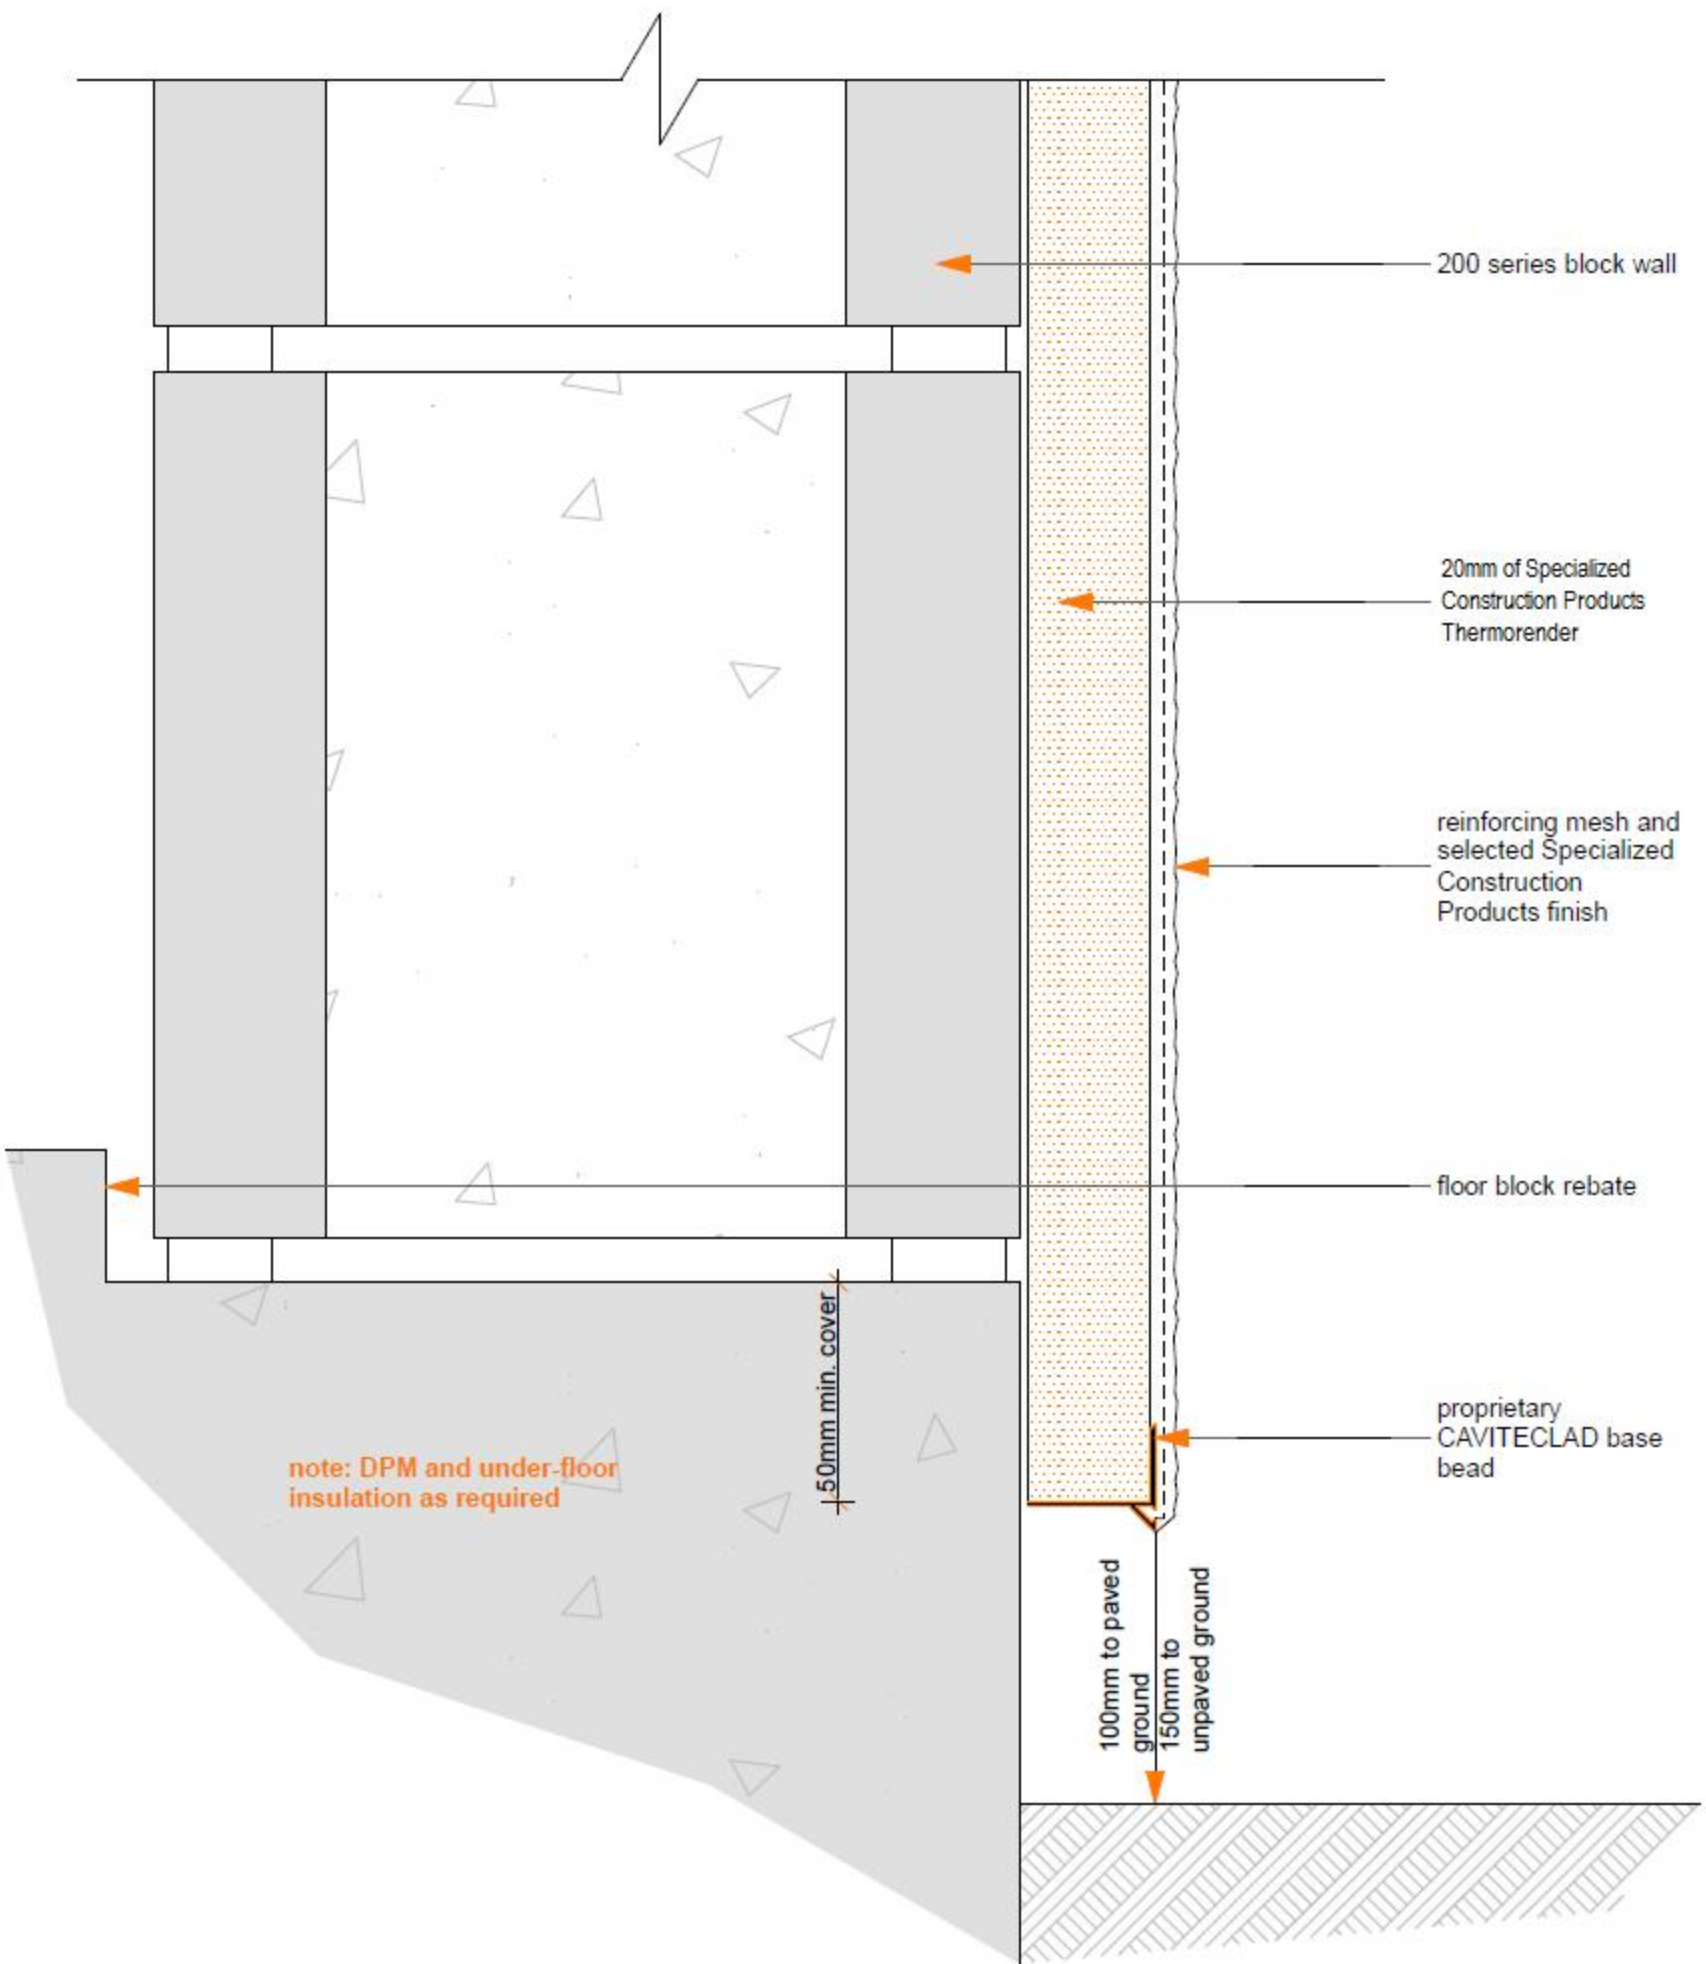 200 series block wall
20mm of Specialized
Construction Products
Thermorender
reinforcing mesh and
selected Specialized
Construction
Products finish
floor block rebate
50mm min. cover
proprietary
CAVITECLAD base
bead
note: DPM and under-floor
insulation as required
100mm to paved
ground
150mm to
unpaved ground